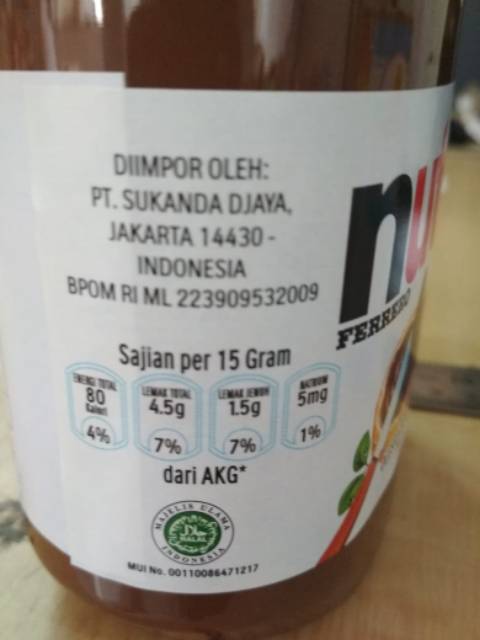 DIIMPOR OLEH:
PT. SUKANDA DJAYA,
JAKARTA 14430 -
INDONESIA
BPOM RI ML 223909532009
nu
FERRERO
Sajian per 15 Gram
ENERGI TOTAL
80
Kalori
4%
LEMAK TOTAL
4.5g
7%
LEMAK JENUH
1.5g
7%
NATRIUM
5mg
1%
dari AKG*
MAJELIS ULAMA
HALAL
INDONESIA
MUI No. 00110086471217